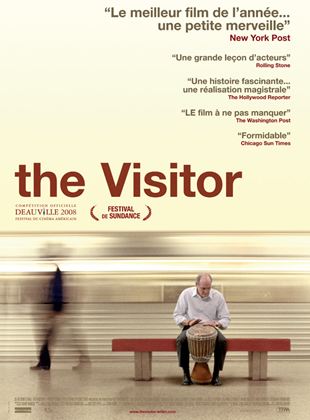 “Le meilleur film de l’année...
une petite merveille”
New York Post
“Une grande leçon d’acteurs”
Rolling Stone
“Une histoire fascinante...
une réalisation magistrale”
The Hollywood Reporter
“LE film à ne pas manquer”
The Washington Post
“Formidable”
Chicago Sun Times
the Visitor
COMPÉTITION OFFICIELLE
DEAUVILLE 2008
FESTIVAL DU CINÉMA AMÉRICAIN
FESTIVAL
DE SUNDANCE